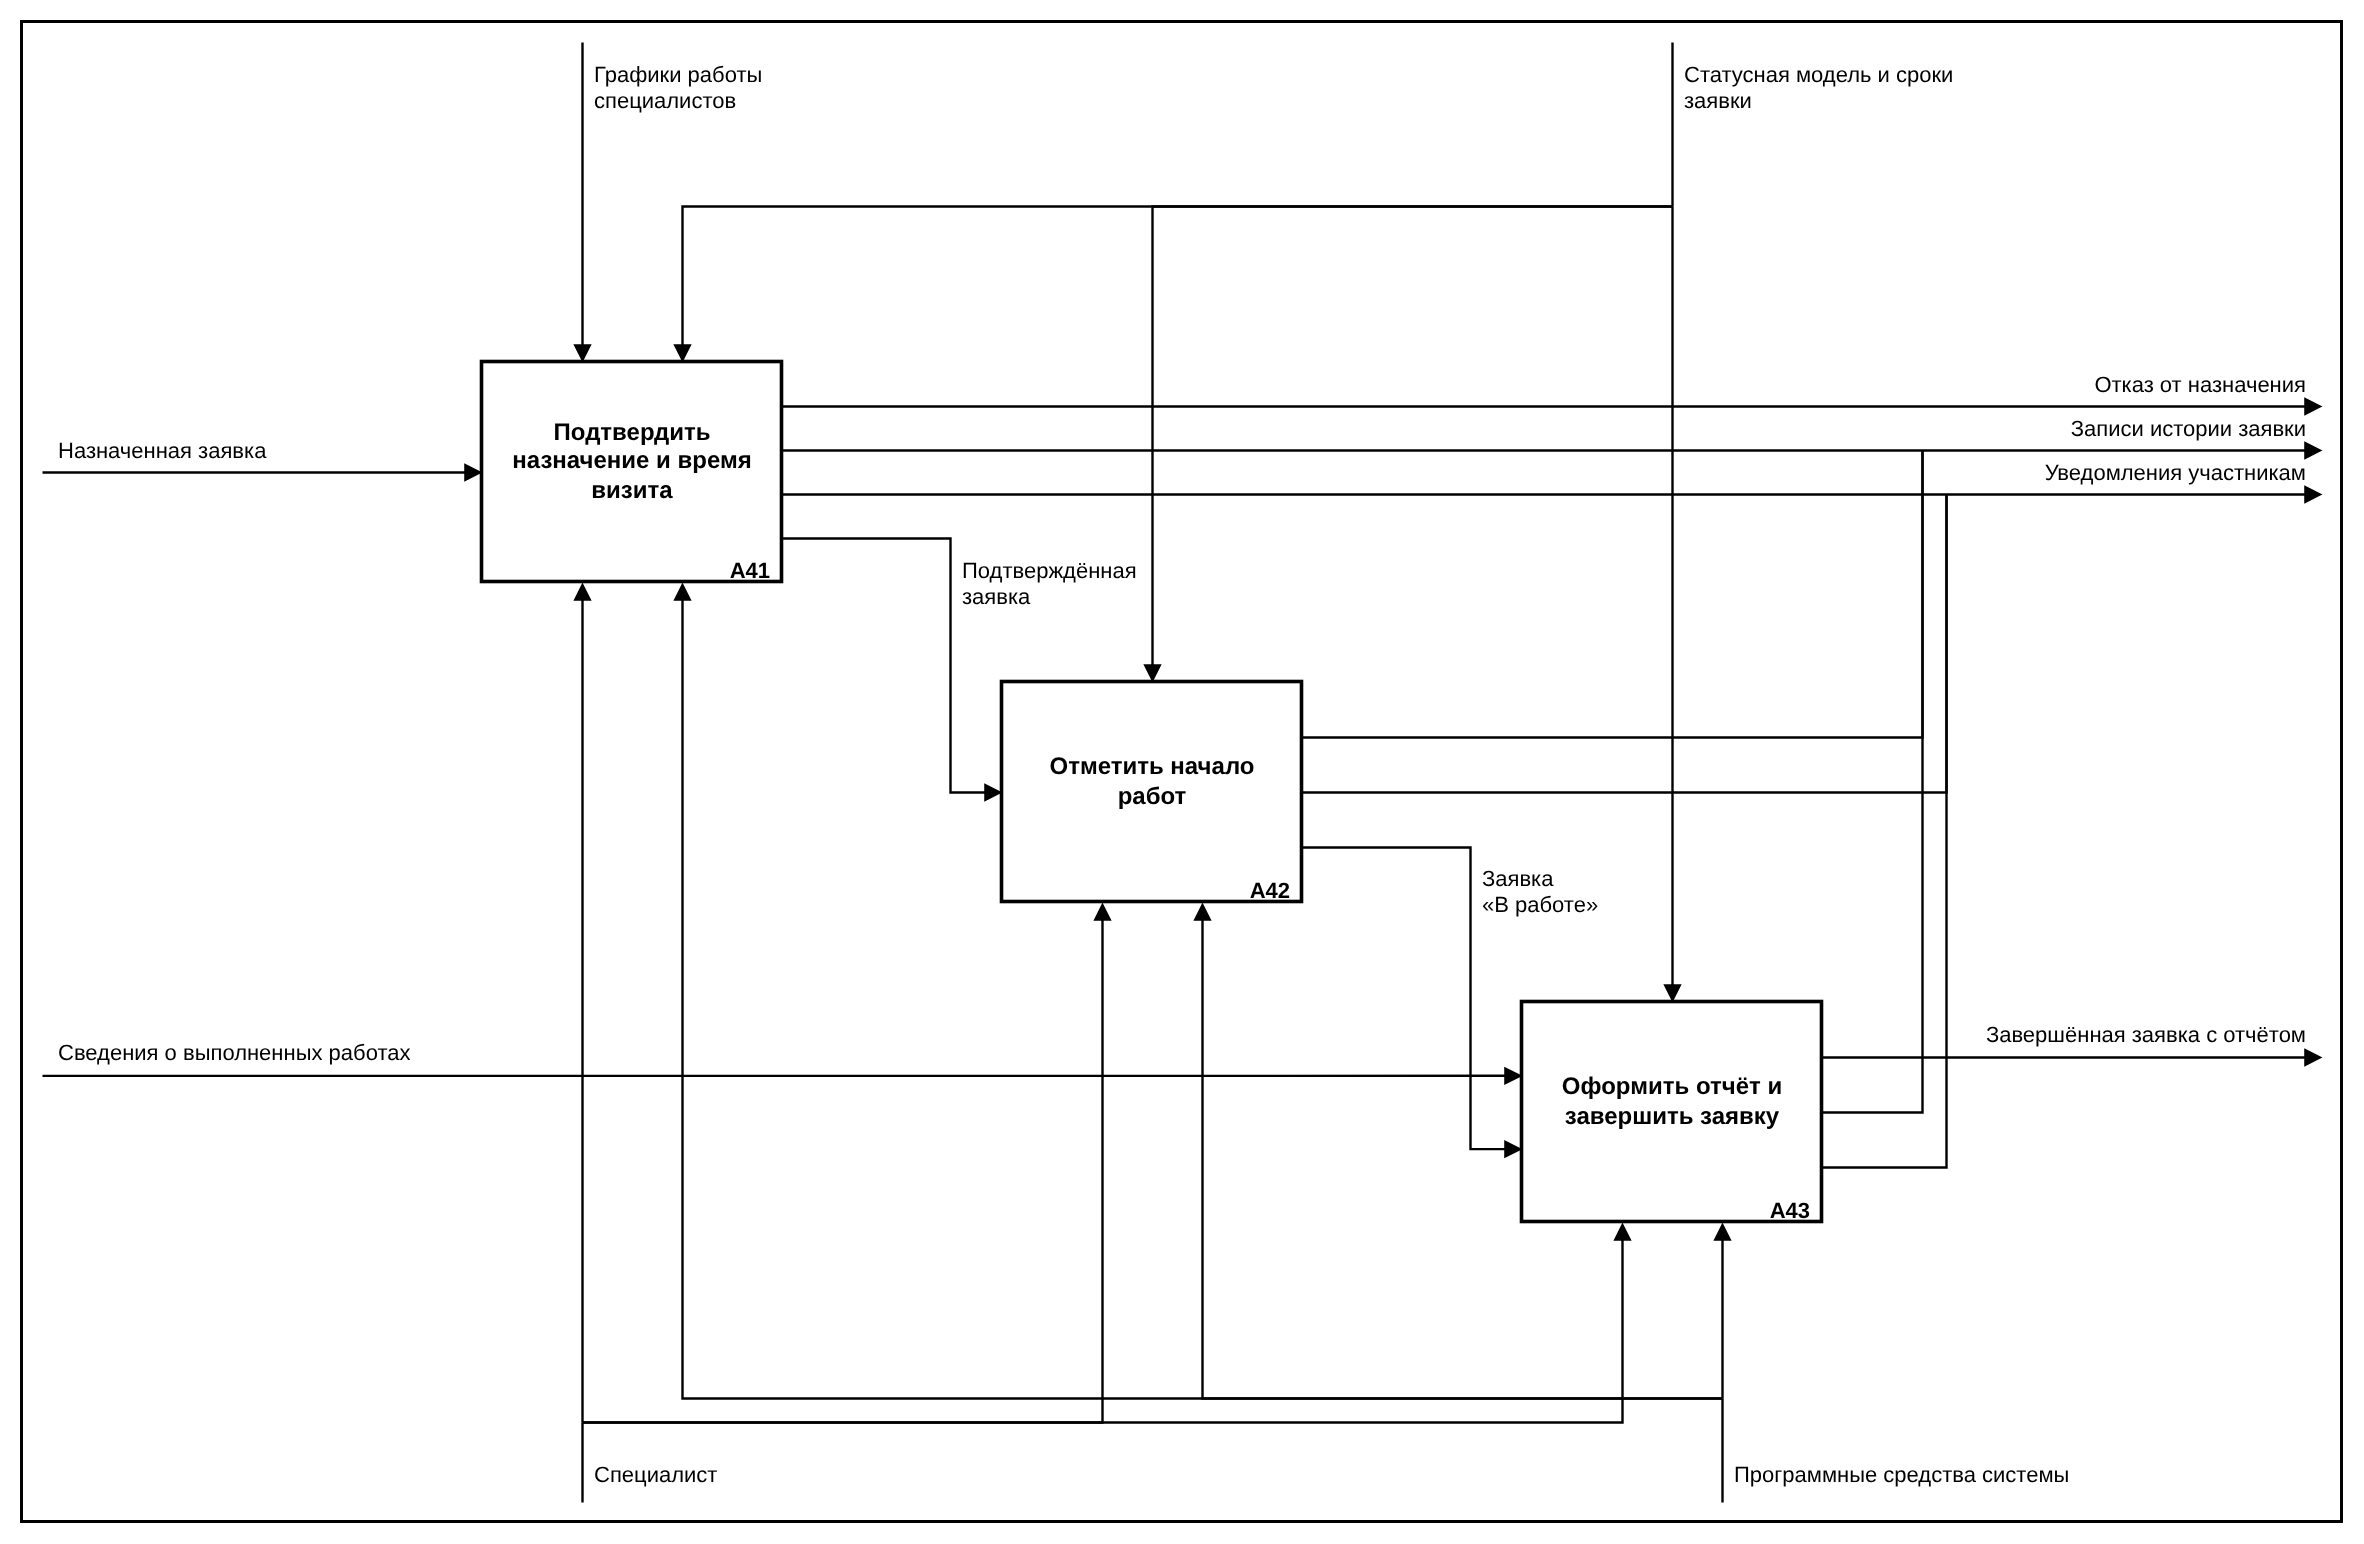 Графики работы
специалистов
Статусная модель и сроки
заявки
Отказ от назначения
Записи истории заявки
Уведомления участникам
Назначенная заявка
Подтвердить
назначение и время
визита
A41
Подтверждённая
заявка
Отметить начало
работ
A42
Заявка
«В работе»
Сведения о выполненных работах
Завершённая заявка с отчётом
Оформить отчёт и
завершить заявку
A43
Специалист
Программные средства системы